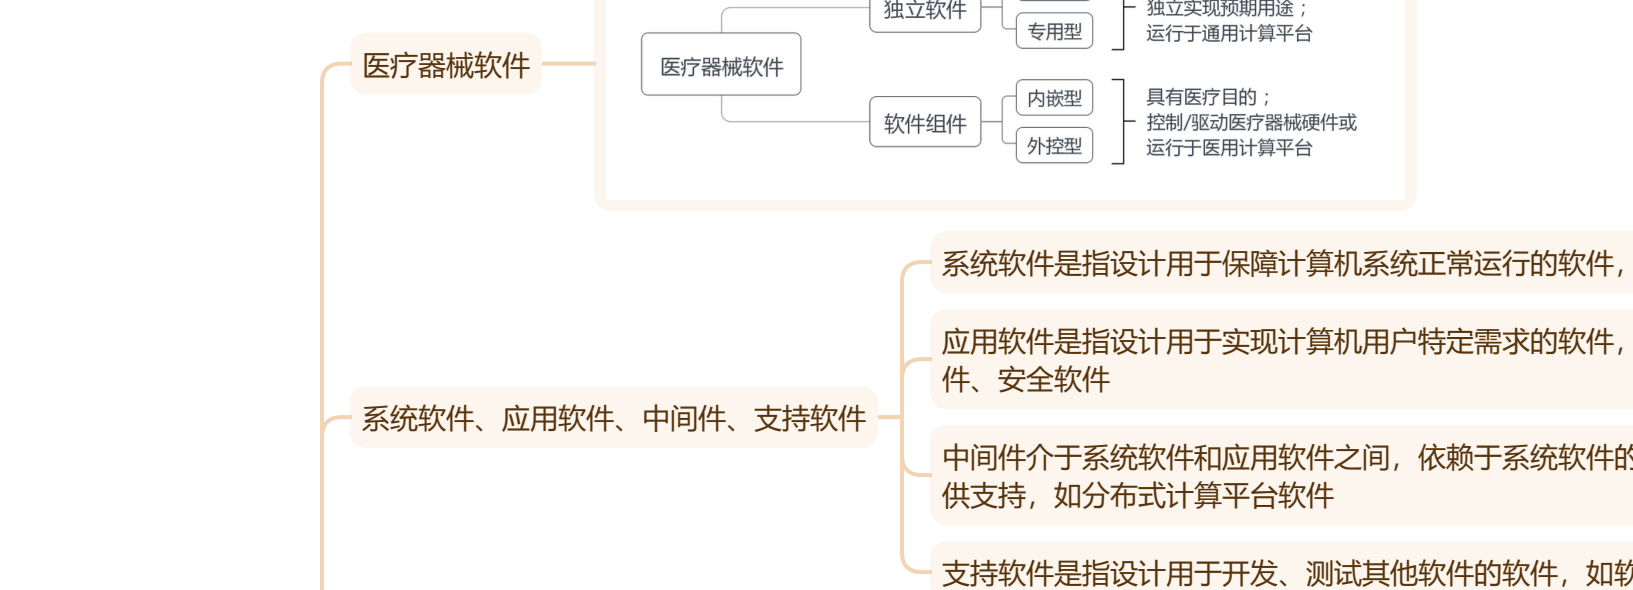 独立软件
独立实现预期用途；
专用型
运行于通用计算平台
医疗器械软件
医疗器械软件
内嵌型
具有医疗目的；
软件组件
控制/驱动医疗器械硬件或
外控型
运行于医用计算平台
系统软件是指设计用于保障计算机系统正常运行的软件，
应用软件是指设计用于实现计算机用户特定需求的软件，
件、安全软件
系统软件、应用软件、中间件、支持软件
中间件介于系统软件和应用软件之间，依赖于系统软件的
供支持，如分布式计算平台软件
支持软件是指设计用于开发、测试其他软件的软件，如软